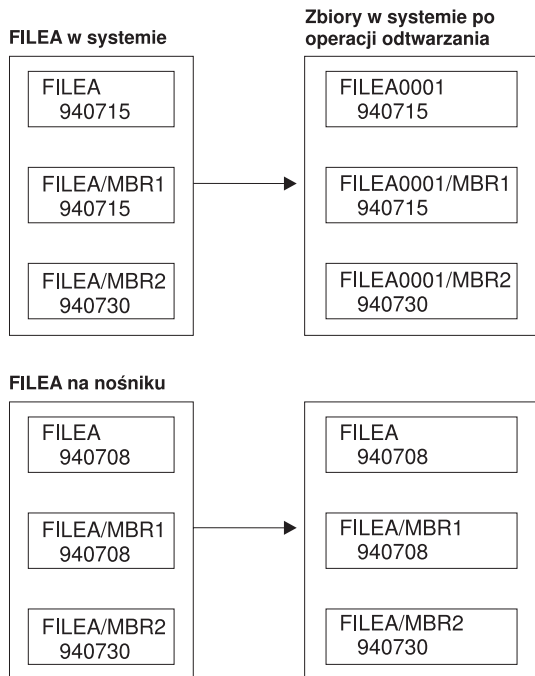 FILEA w systemie
FILEA
940715
FILEA/MBR1
940715
FILEA/MBR2
940730
Zbiory w systemie po
operacji odtwarzania
FILEA0001
940715
FILEA0001/MBR1
940715
FILEA0001/MBR2
940730
FILEA na nośniku
FILEA
940708
FILEA/MBR1
940708
FILEA/MBR2
940730
FILEA
940708
FILEA/MBR1
940708
FILEA/MBR2
940730